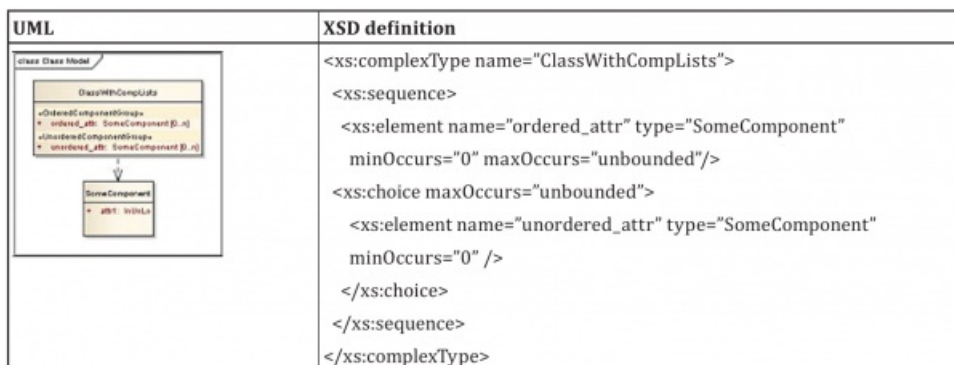 UML
XSD definition
class Class Model
ClassWithCompLists
«OrderedComponentGroup»
+ ordered_attr: SomeComponent [0..n]
«UnorderedComponentGroup»
+ unordered_attr: SomeComponent [0..n]
SomeComponent
+ attr1:
<xs:complexType name="ClassWithCompLists">
<xs:sequence>
<xs:element name="ordered_attr" type="SomeComponent"
minOccurs="0" maxOccurs="unbounded"/>
<xs:choice maxOccurs="unbounded">
<xs:element name="unordered_attr" type="SomeComponent"
minOccurs="0" />
</xs:choice>
</xs:sequence>
</xs:complexType>